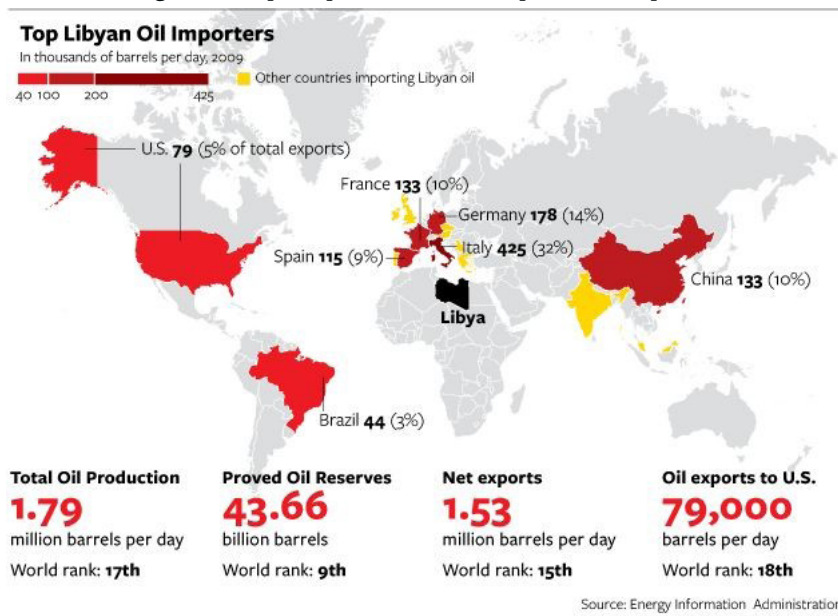 Top Libyan Oil Importers
In thousands of barrels per day, 2009
Other countries importing Libyan oil
40 100 200 425
U.S. 79 (5% of total exports)
France 133 (10%)
Germany 178 (14%)
Italy 425 (32%)
Spain 115 (9%)
China 133 (10%)
Libya
Brazil 44 (3%)
Total Oil Production
1.79
million barrels per day
World rank: 17th
Proved Oil Reserves
43.66
billion barrels
World rank: 9th
Net exports
1.53
million barrels per day
World rank: 15th
Oil exports to U.S.
79,000
barrels per day
World rank: 18th
Source: Energy Information Administration